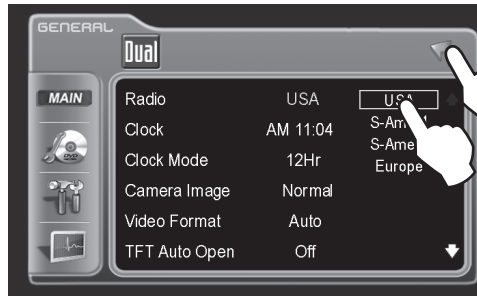 GENERAL
Dual
MAIN
DVD
Radio USA USA
Clock AM 11:04
Clock Mode 12Hr Europe
Camera Image Normal
Video Format Auto
TFT Auto Open Off